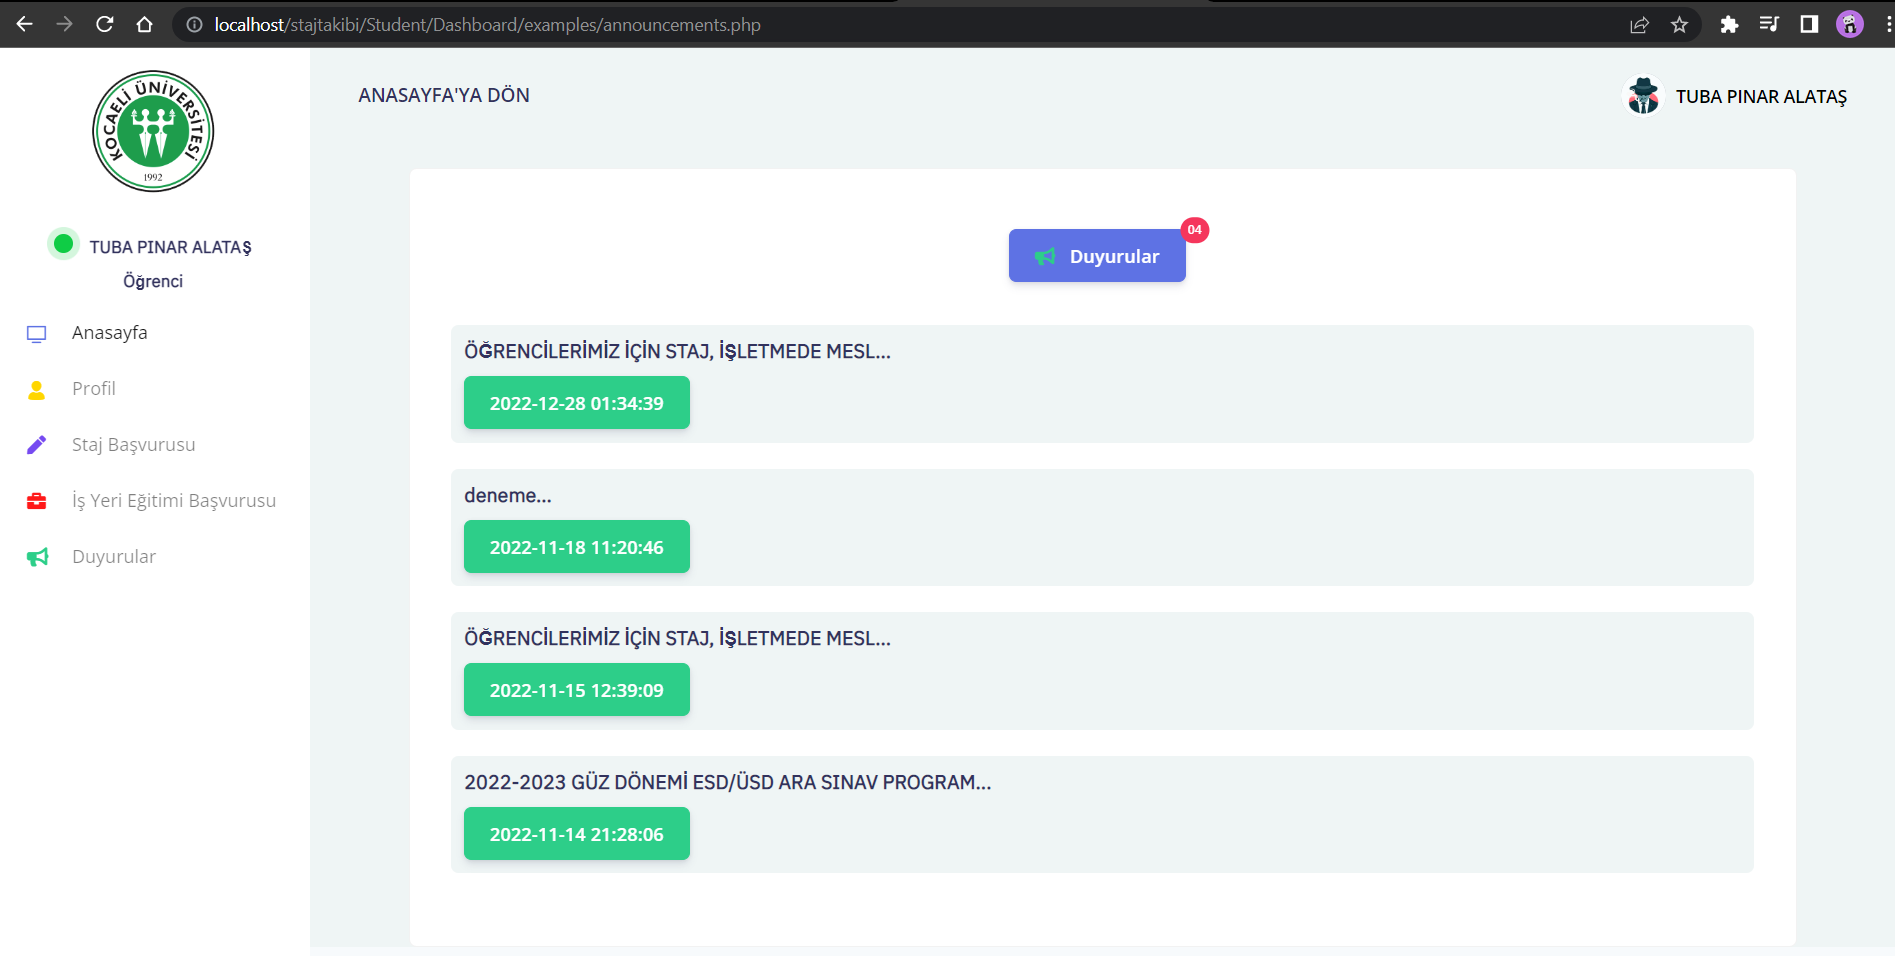 localhost/stajtakibi/Student/Dashboard/examples/announcements.php
KOCAELİ ÜNİVERSİTESİ
1992
TUBA PINAR ALATAŞ
Öğrenci
Anasayfa
Profil
Staj Başvurusu
İş Yeri Eğitimi Başvurusu
Duyurular
ANASAYFA'YA DÖN
TUBA PINAR ALATAŞ
Duyurular
04
ÖĞRENCİLERİMİZ İÇİN STAJ, İŞLETMEDE MESL...
2022-12-28 01:34:39
deneme...
2022-11-18 11:20:46
ÖĞRENCİLERİMİZ İÇİN STAJ, İŞLETMEDE MESL...
2022-11-15 12:39:09
2022-2023 GÜZ DÖNEMİ ESD/ÜSD ARA SINAV PROGRAM...
2022-11-14 21:28:06